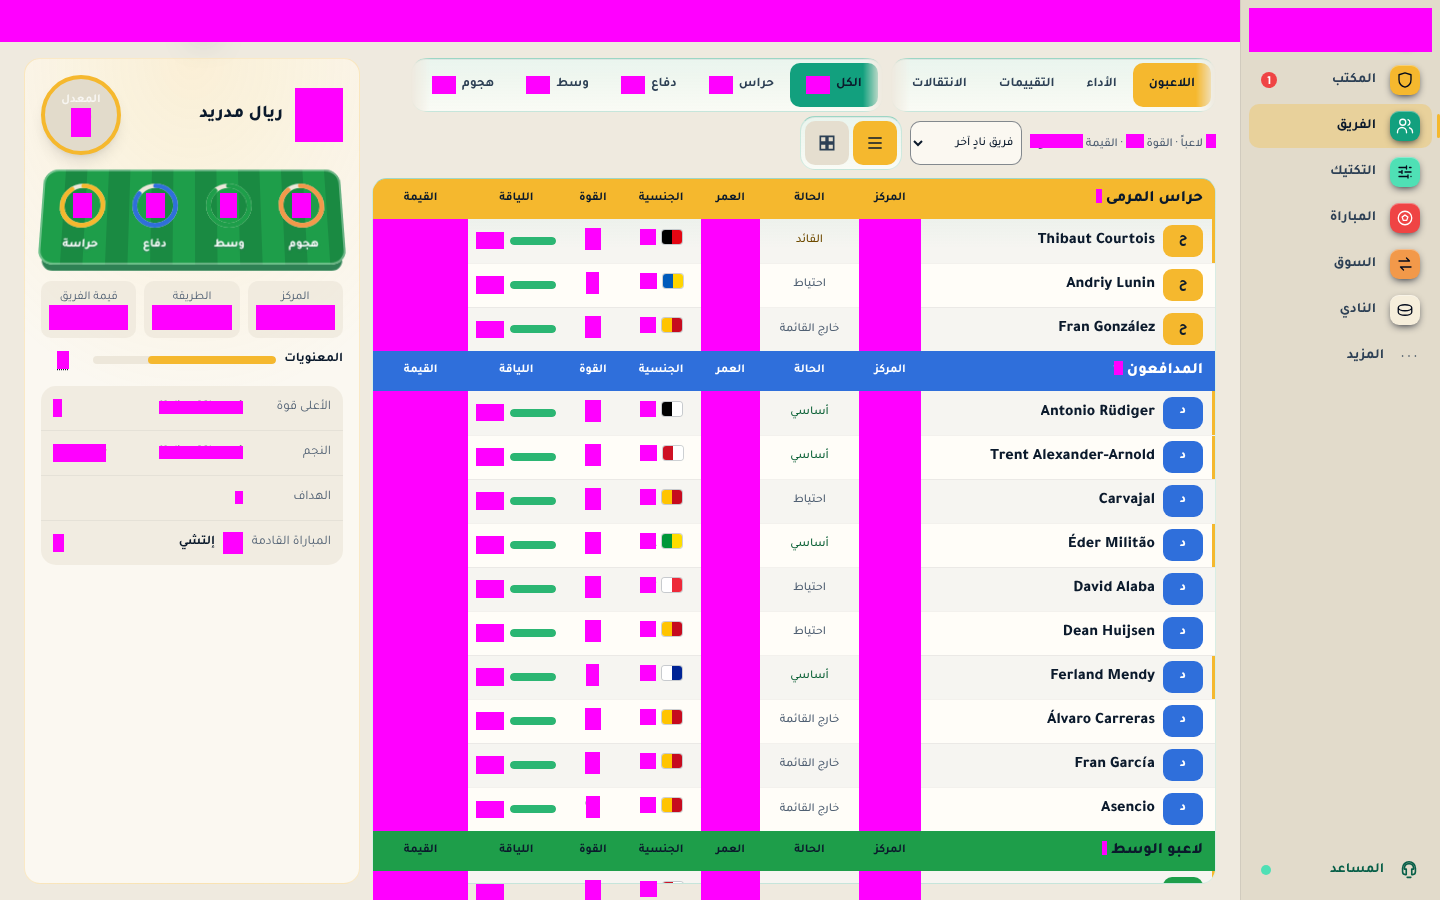 المكتب
1
الفريق
التكتيك
المباراة
السوق
النادي
المزيد
المساعد
اللاعبون الأداء التقييمات الانتقالات
الكل حراس دفاع وسط هجوم
لاعباً · القوة · القيمة
فريق نادٍ آخر
حراس المرمى المركز الحالة العمر الجنسية القوة اللياقة القيمة
ح Thibaut Courtois القائد
ح Andriy Lunin احتياط
ح Fran González خارج القائمة
المدافعون المركز الحالة العمر الجنسية القوة اللياقة القيمة
د Antonio Rüdiger أساسي
د Trent Alexander-Arnold أساسي
د Carvajal احتياط
د Éder Militão أساسي
د David Alaba احتياط
د Dean Huijsen احتياط
د Ferland Mendy أساسي
د Álvaro Carreras خارج القائمة
د Fran García خارج القائمة
د Asencio خارج القائمة
لاعبو الوسط المركز الحالة العمر الجنسية القوة اللياقة القيمة
ريال مدريد
المعدل
هجوم وسط دفاع حراسة
المركز الطريقة قيمة الفريق
المعنويات
الأعلى قوة
النجم
الهداف
المباراة القادمة إلتشي